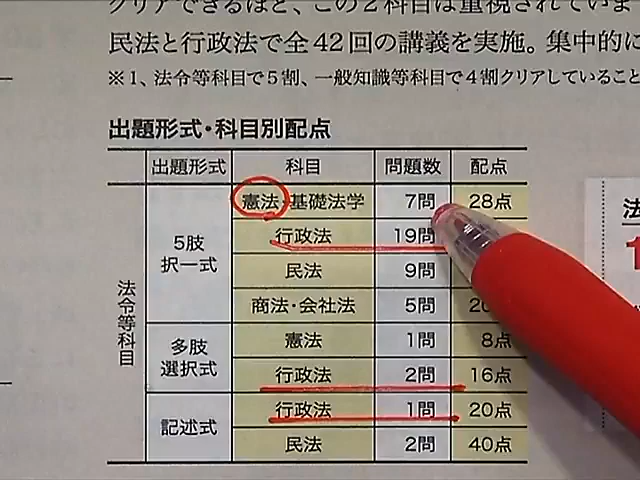 クリアできるほど、この2科目は重視されていま
民法と行政法で全42回の講義を実施。集中的に
※1、法令等科目で5割、一般知識等科目で4割クリアしていること
出題形式・科目別配点
出題形式 科目 問題数 配点
法令等科目
5肢択一式
憲法・基礎法学 7問 28点
行政法 19問
民法 9問
商法・会社法 5問 20
多肢選択式
憲法 1問 8点
行政法 2問 16点
記述式
行政法 1問 20点
民法 2問 40点
法